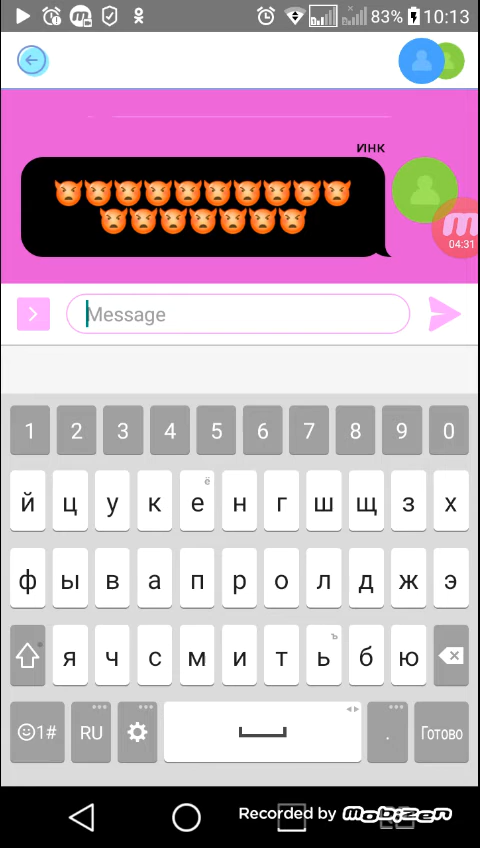 83% 10:13
ИНК
04:31
Message
1 2 3 4 5 6 7 8 9 0
ё
й ц у к е н г ш щ з х
ф ы в а п р о л д ж э
ъ
я ч с м и т ь б ю
1# RU . Готово
Recorded by Mobizen